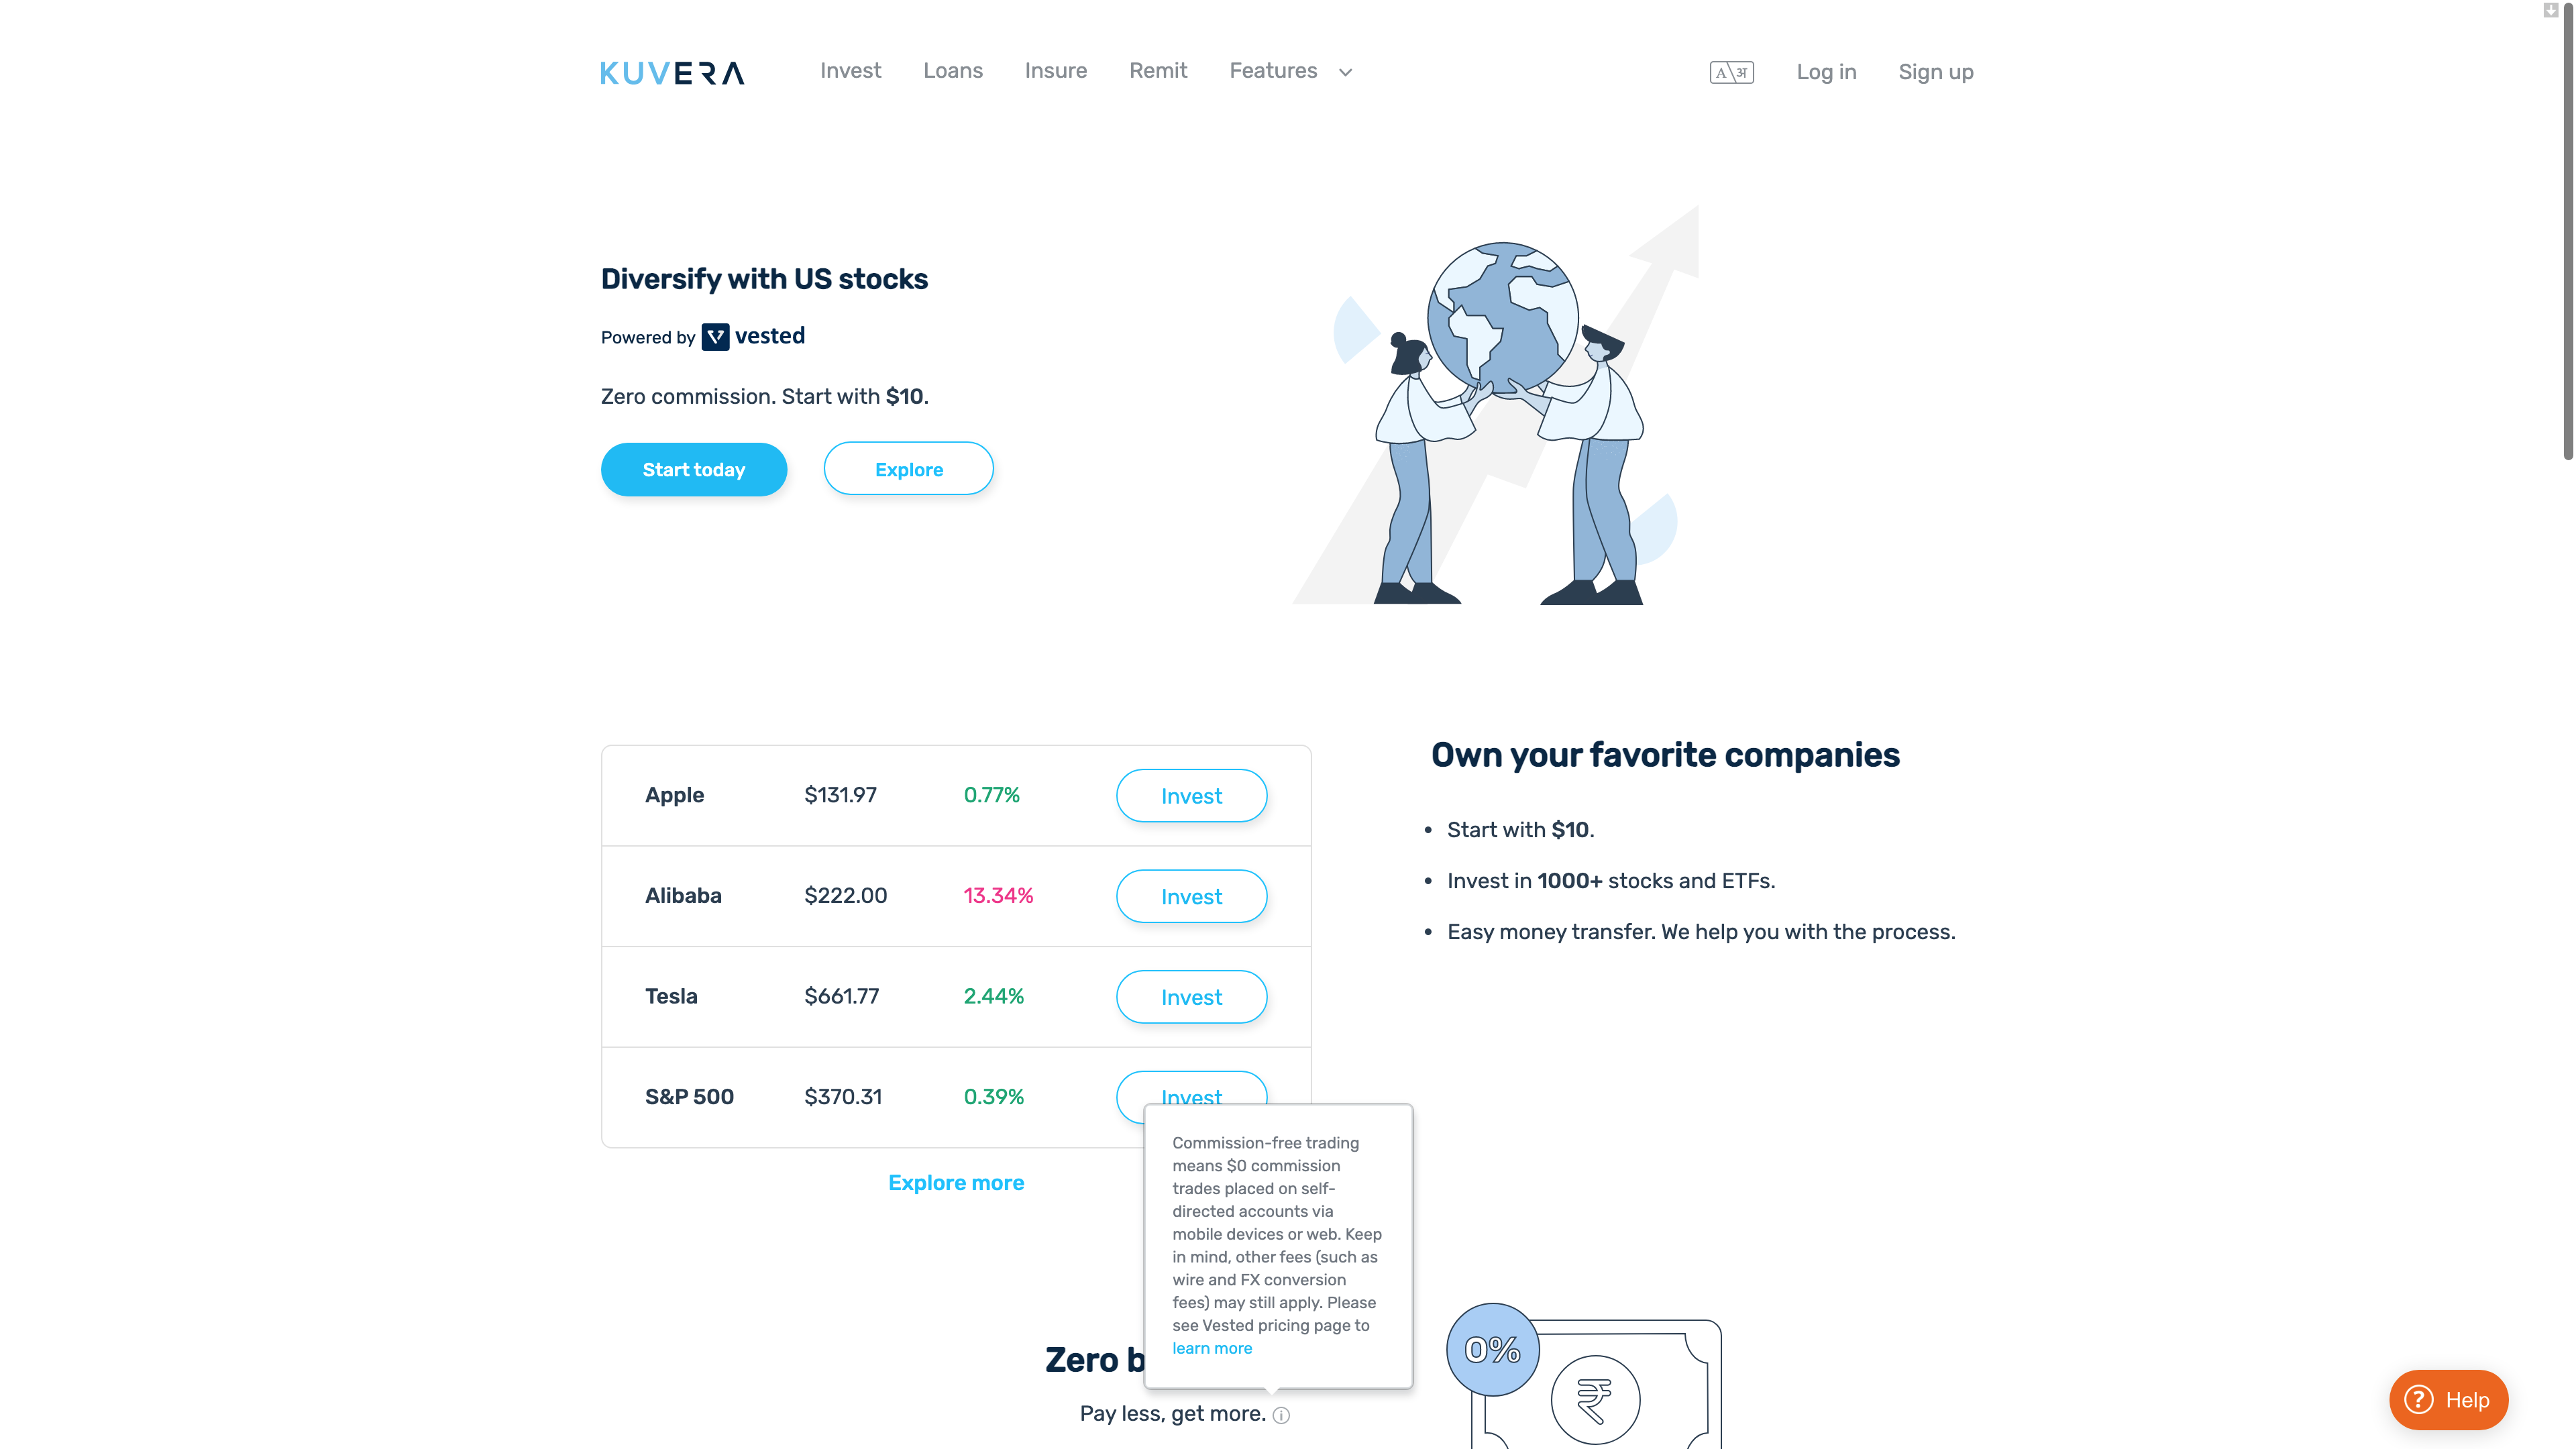 KUVERA
Invest
Loans
Insure
Remit
Features
A\अ
Log in
Sign up
Diversify with US stocks
Powered by vested
Zero commission. Start with $10.
Start today
Explore
Apple $131.97 0.77% Invest
Alibaba $222.00 13.34% Invest
Tesla $661.77 2.44% Invest
S&P 500 $370.31 0.39% Invest
Explore more
Own your favorite companies
• Start with $10.
• Invest in 1000+ stocks and ETFs.
• Easy money transfer. We help you with the process.
Commission-free trading
means $0 commission
trades placed on self-
directed accounts via
mobile devices or web. Keep
in mind, other fees (such as
wire and FX conversion
fees) may still apply. Please
see Vested pricing page to
learn more
Zero
Pay less, get more.
0%
₹
? Help